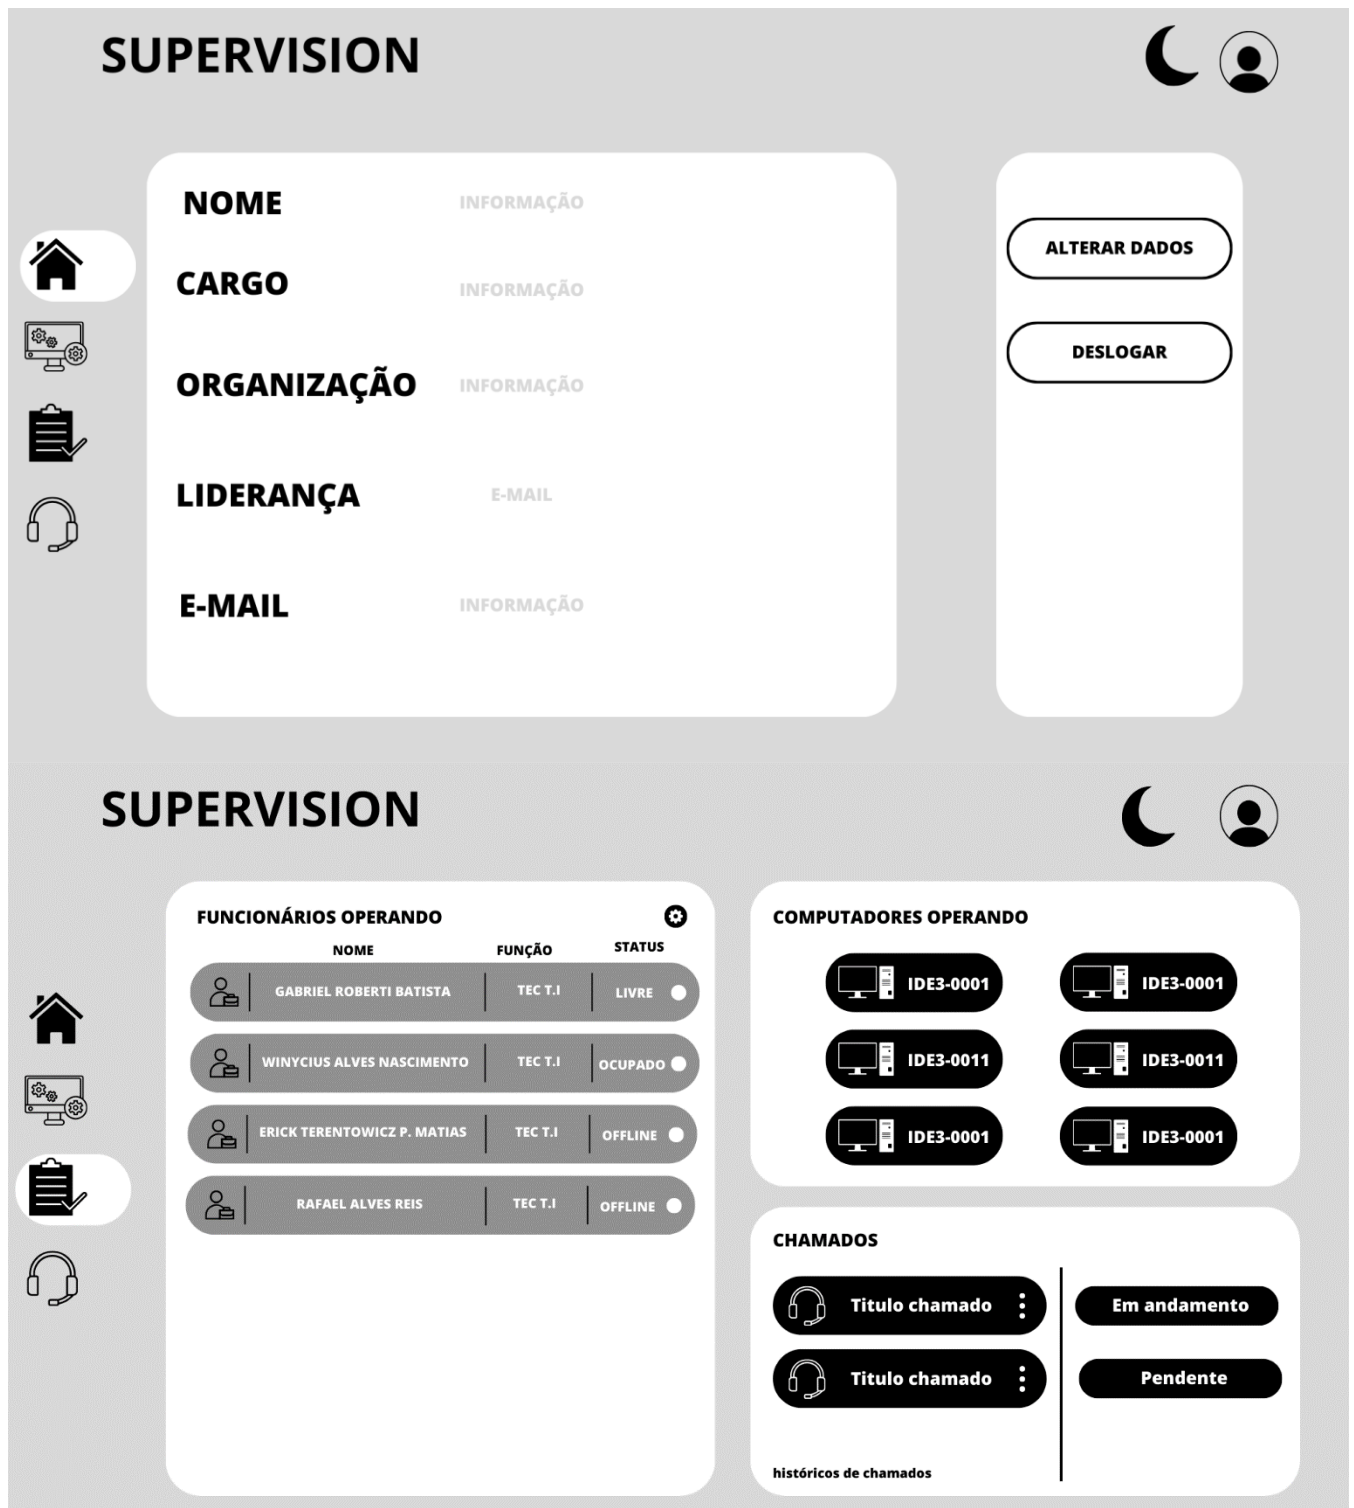 SUPERVISION
NOME INFORMAÇÃO
CARGO INFORMAÇÃO
ORGANIZAÇÃO INFORMAÇÃO
LIDERANÇA E-MAIL
E-MAIL INFORMAÇÃO
ALTERAR DADOS
DESLOGAR
SUPERVISION
FUNCIONÁRIOS OPERANDO
NOME FUNÇÃO STATUS
GABRIEL ROBERTI BATISTA TEC T.I LIVRE
WINYCIUS ALVES NASCIMENTO TEC T.I OCUPADO
ERICK TERENTOWICZ P. MATIAS TEC T.I OFFLINE
RAFAEL ALVES REIS TEC T.I OFFLINE
COMPUTADORES OPERANDO
IDE3-0001 IDE3-0001
IDE3-0011 IDE3-0011
IDE3-0001 IDE3-0001
CHAMADOS
Titulo chamado Em andamento
Titulo chamado Pendente
históricos de chamados